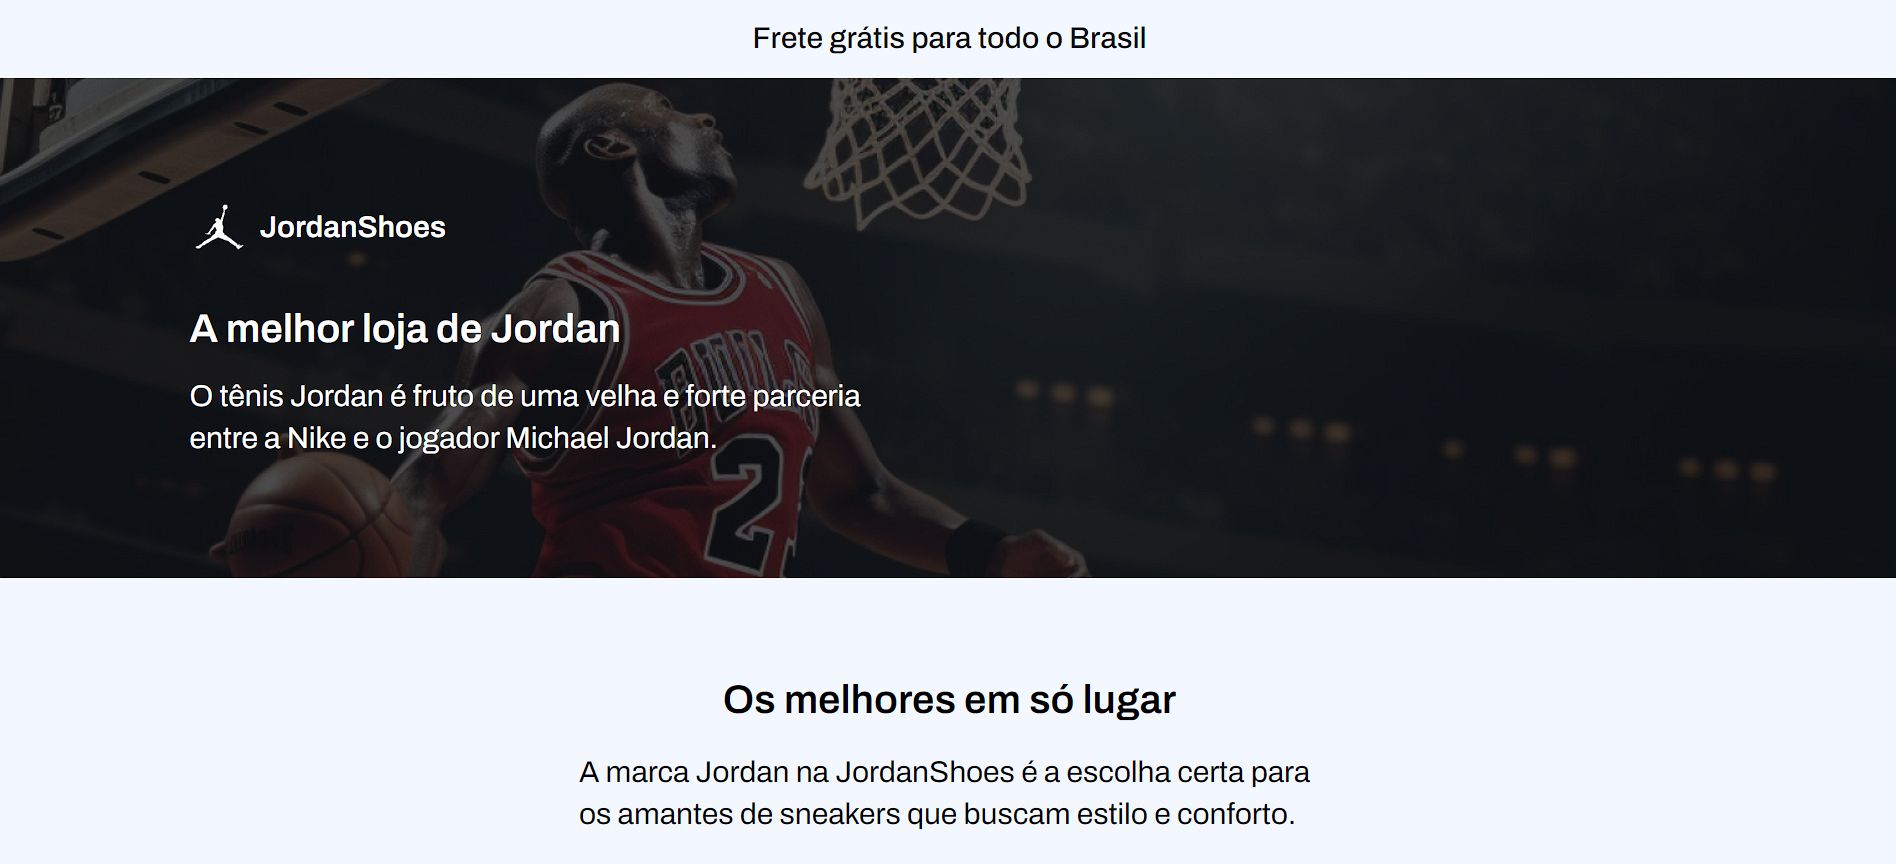 Frete grátis para todo o Brasil
JordanShoes
A melhor loja de Jordan
O tênis Jordan é fruto de uma velha e forte parceria
entre a Nike e o jogador Michael Jordan.
BULLS
2
Os melhores em só lugar
A marca Jordan na JordanShoes é a escolha certa para
os amantes de sneakers que buscam estilo e conforto.